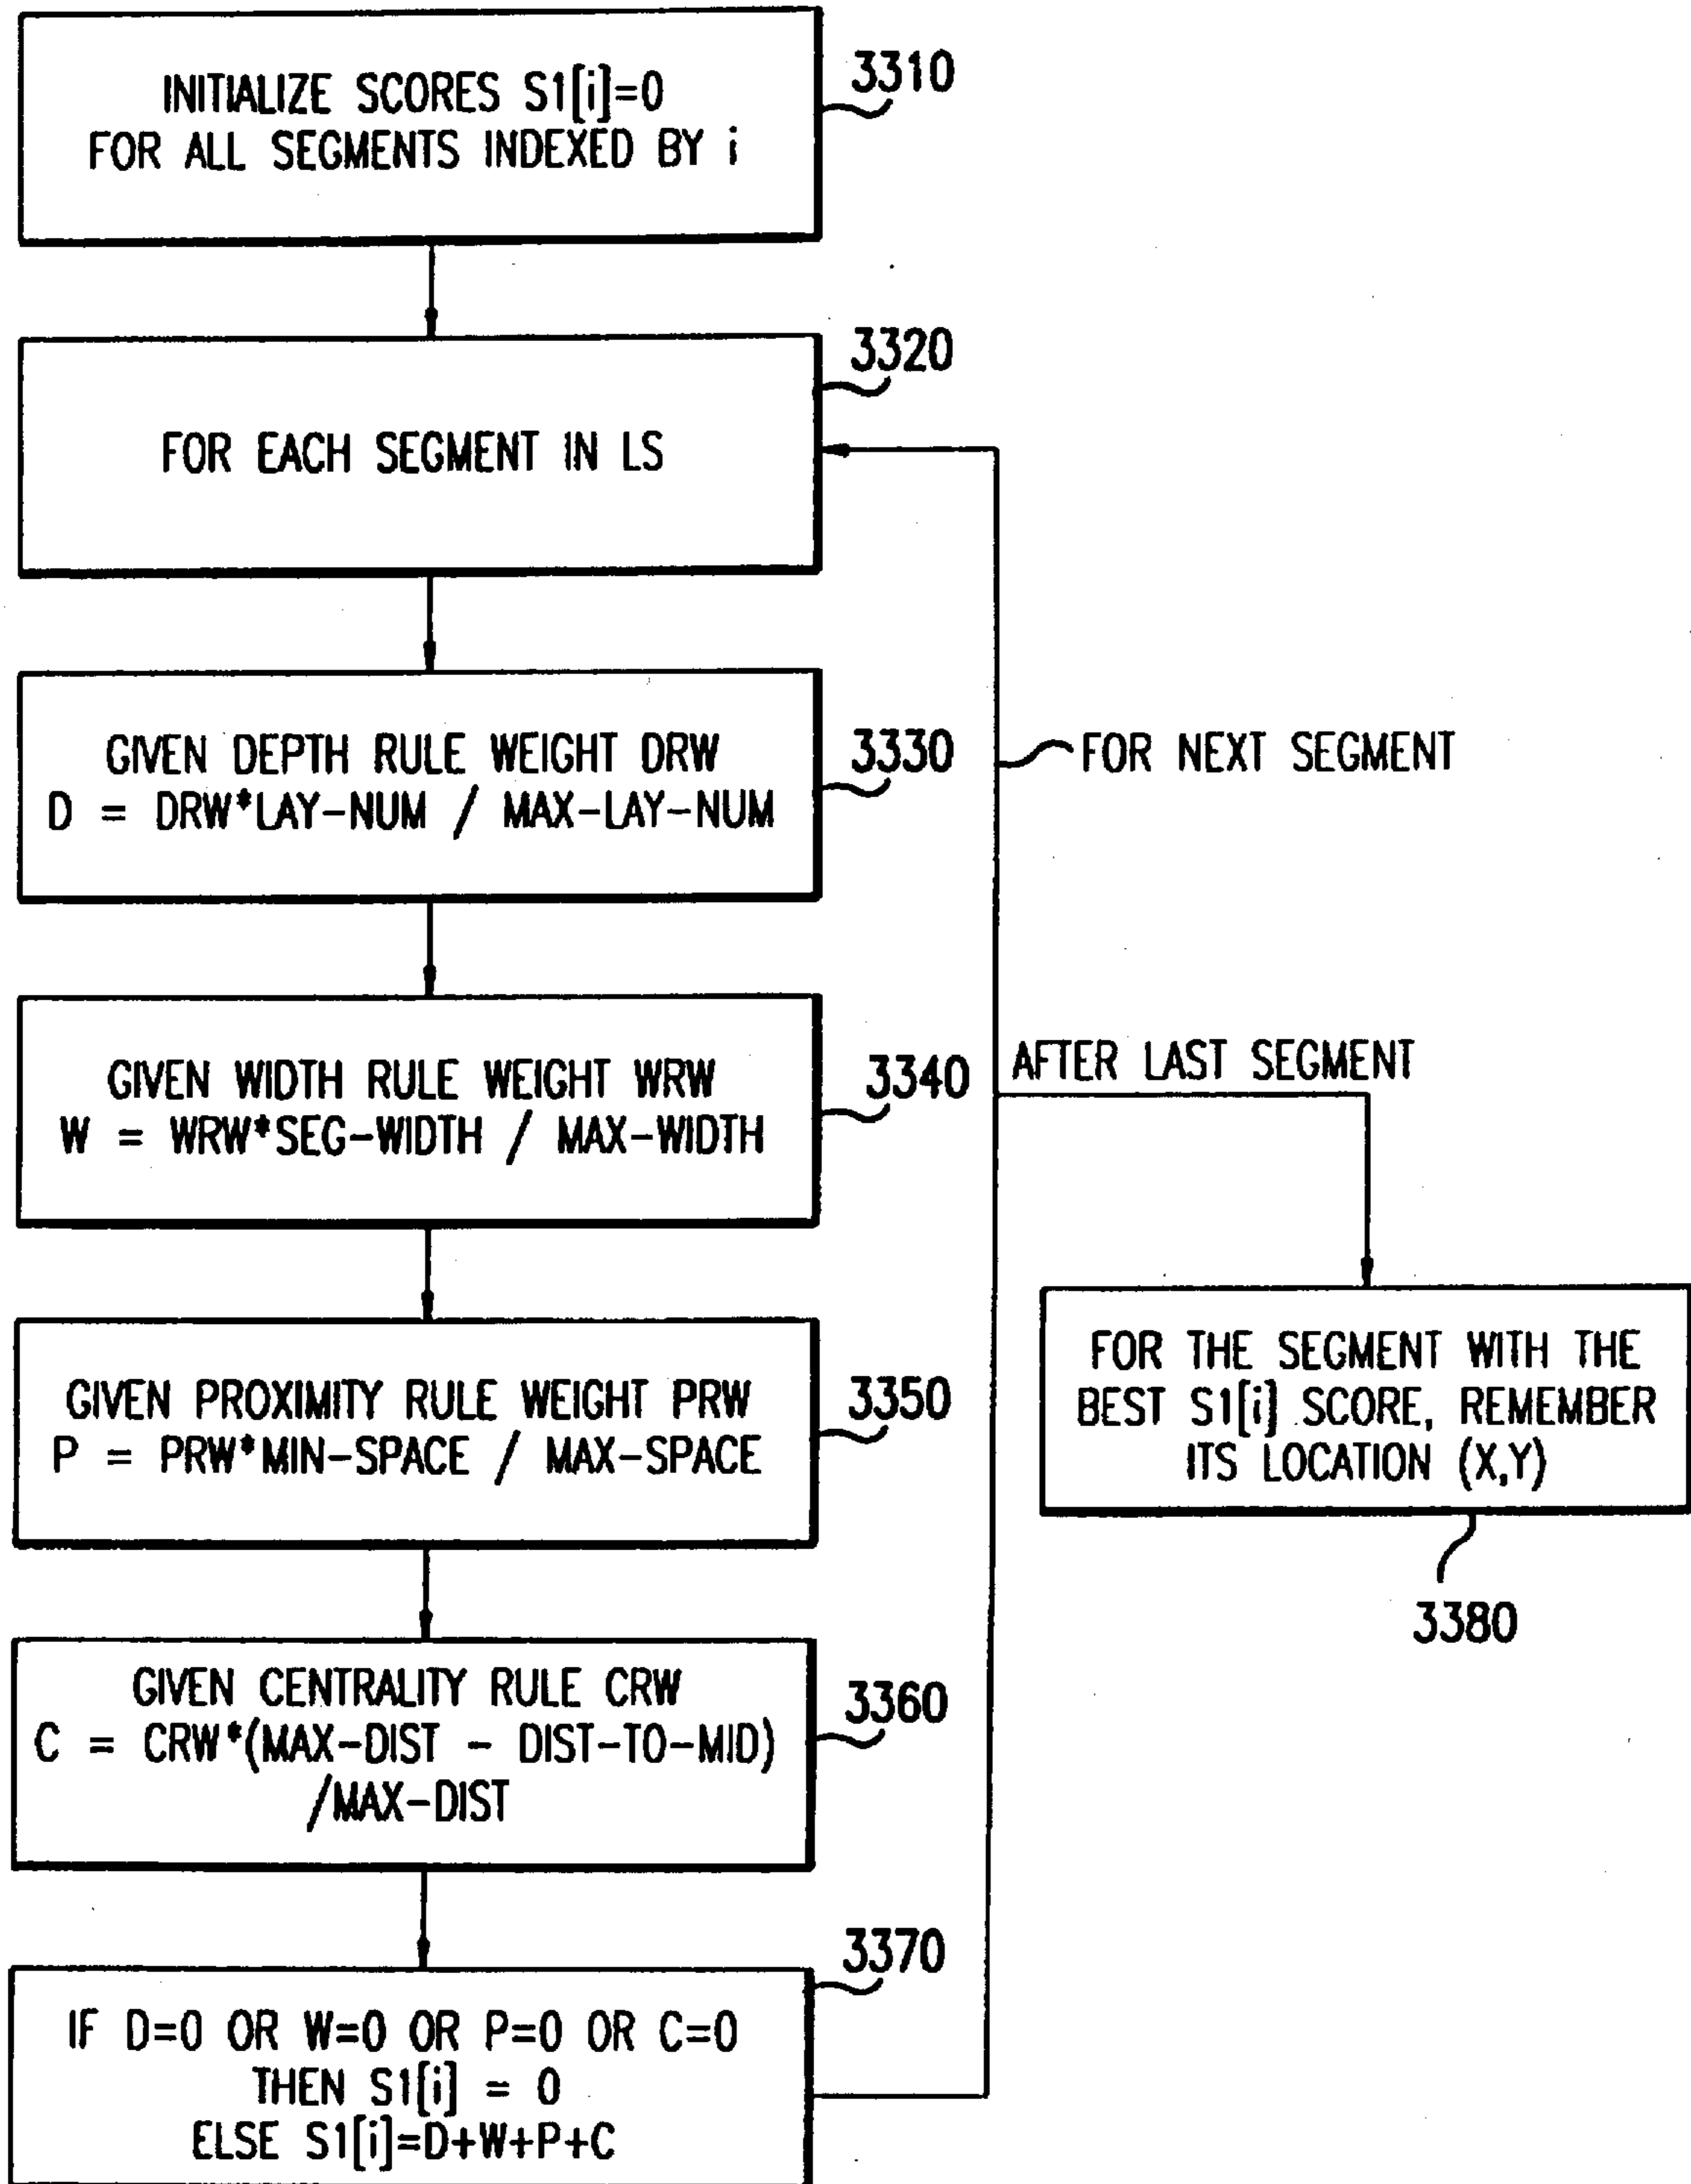 INITIALIZE SCORES S1[i]=0
FOR ALL SEGMENTS INDEXED BY i
3310
FOR EACH SEGMENT IN LS
3320
GIVEN DEPTH RULE WEIGHT DRW
D = DRW*LAY-NUM / MAX-LAY-NUM
3330
FOR NEXT SEGMENT
GIVEN WIDTH RULE WEIGHT WRW
W = WRW*SEG-WIDTH / MAX-WIDTH
3340
AFTER LAST SEGMENT
GIVEN PROXIMITY RULE WEIGHT PRW
P = PRW*MIN-SPACE / MAX-SPACE
3350
FOR THE SEGMENT WITH THE
BEST S1[i] SCORE, REMEMBER
ITS LOCATION (X,Y)
3380
GIVEN CENTRALITY RULE CRW
C = CRW*(MAX-DIST - DIST-TO-MID)
/MAX-DIST
3360
IF D=0 OR W=0 OR P=0 OR C=0
THEN S1[i] = 0
ELSE S1[i]=D+W+P+C
3370